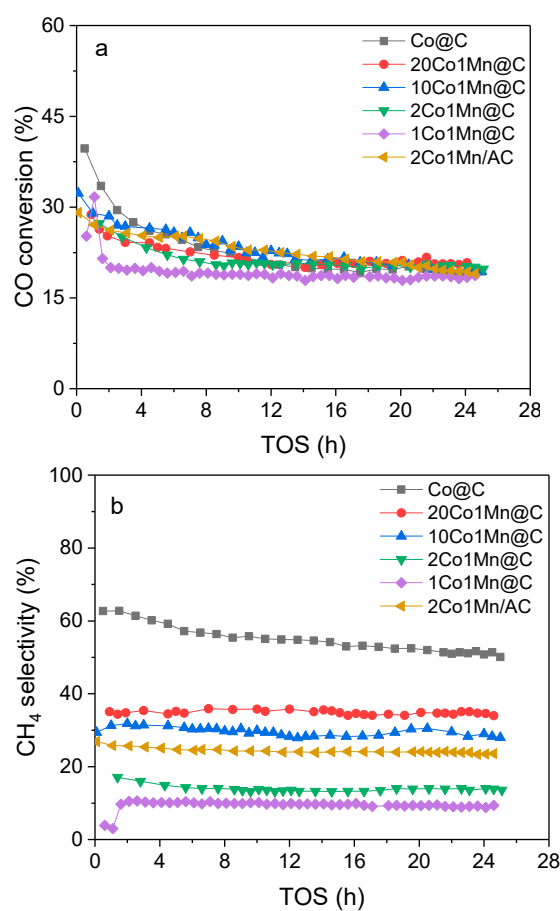 a
Co@C
20Co1Mn@C
10Co1Mn@C
2Co1Mn@C
1Co1Mn@C
2Co1Mn/AC
CO conversion (%)
60
45
30
15
0
0 4 8 12 16 20 24 28
TOS (h)
b
Co@C
20Co1Mn@C
10Co1Mn@C
2Co1Mn@C
1Co1Mn@C
2Co1Mn/AC
CH4 selectivity (%)
100
80
60
40
20
0
0 4 8 12 16 20 24 28
TOS (h)